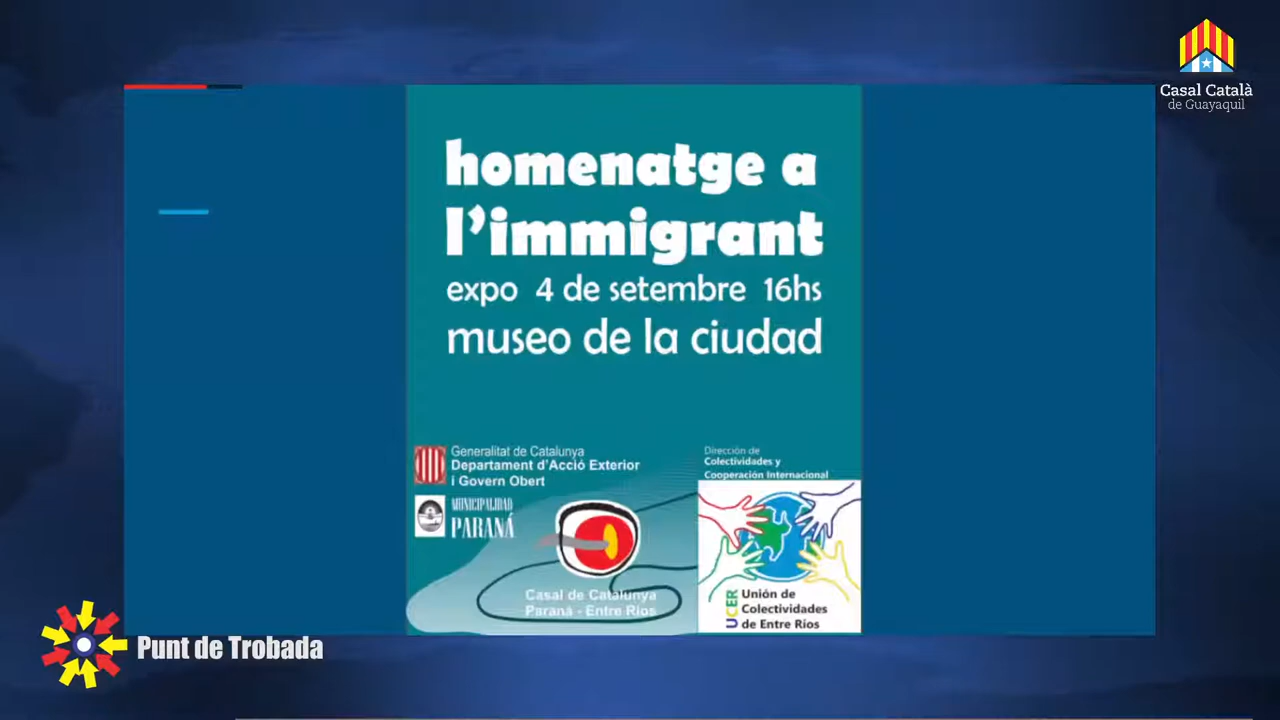 Casal Català
de Guayaquil
homenatge a
l'immigrant
expo 4 de setembre 16hs
museo de la ciudad
Generalitat de Catalunya
Departament d'Acció Exterior
i Govern Obert
MUNICIPALIDAD
PARANÁ
Casal de Catalunya
Paraná - Entre Ríos
Dirección de
Colectividades y
Cooperación Internacional
UCER
Unión de
Colectividades
de Entre Ríos
Punt de Trobada